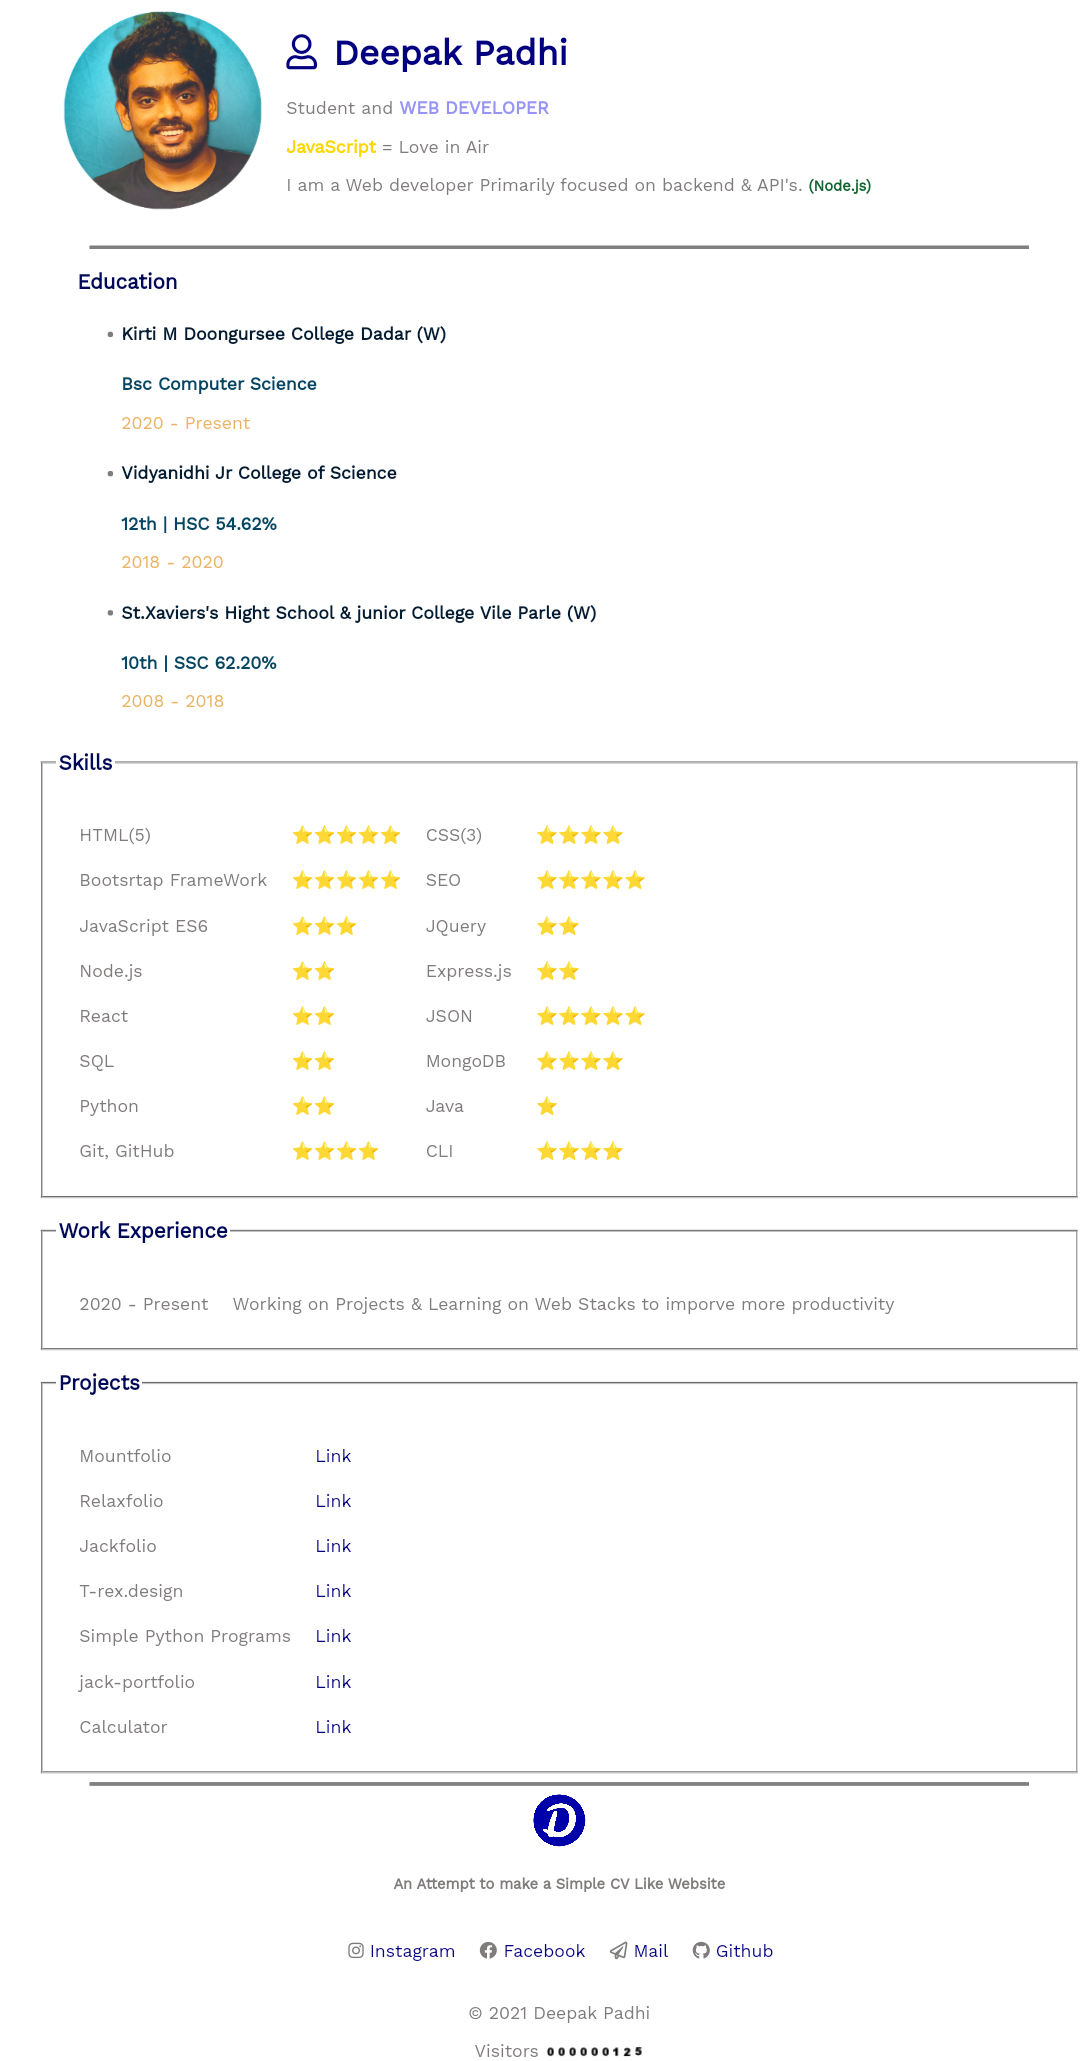 Deepak Padhi
Student and WEB DEVELOPER
JavaScript = Love in Air
I am a Web developer Primarily focused on backend & API's. (Node.js)
Education
• Kirti M Doongursee College Dadar (W)
Bsc Computer Science
2020 - Present
• Vidyanidhi Jr College of Science
12th | HSC 54.62%
2018 - 2020
• St.Xaviers's Hight School & junior College Vile Parle (W)
10th | SSC 62.20%
2008 - 2018
Skills
HTML(5) ⭐⭐⭐⭐⭐ CSS(3) ⭐⭐⭐⭐
Bootsrtap FrameWork ⭐⭐⭐⭐⭐ SEO ⭐⭐⭐⭐⭐
JavaScript ES6 ⭐⭐⭐ JQuery ⭐⭐
Node.js ⭐⭐ Express.js ⭐⭐
React ⭐⭐ JSON ⭐⭐⭐⭐⭐
SQL ⭐⭐ MongoDB ⭐⭐⭐⭐
Python ⭐⭐ Java ⭐
Git, GitHub ⭐⭐⭐⭐ CLI ⭐⭐⭐⭐
Work Experience
2020 - Present Working on Projects & Learning on Web Stacks to imporve more productivity
Projects
Mountfolio Link
Relaxfolio Link
Jackfolio Link
T-rex.design Link
Simple Python Programs Link
jack-portfolio Link
Calculator Link
D
An Attempt to make a Simple CV Like Website
Instagram Facebook Mail Github
© 2021 Deepak Padhi
Visitors 000000125